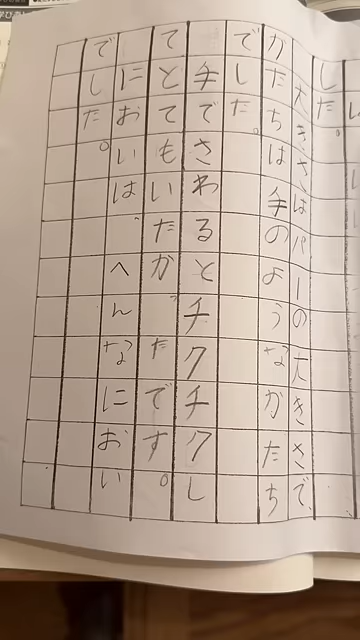 した。
大きさはパーの大きさで、
かたちは手のようなかたち
でした。
手でさわるとチクチクし
てとてもいたかったです。
においは、へんなにおい
でした。